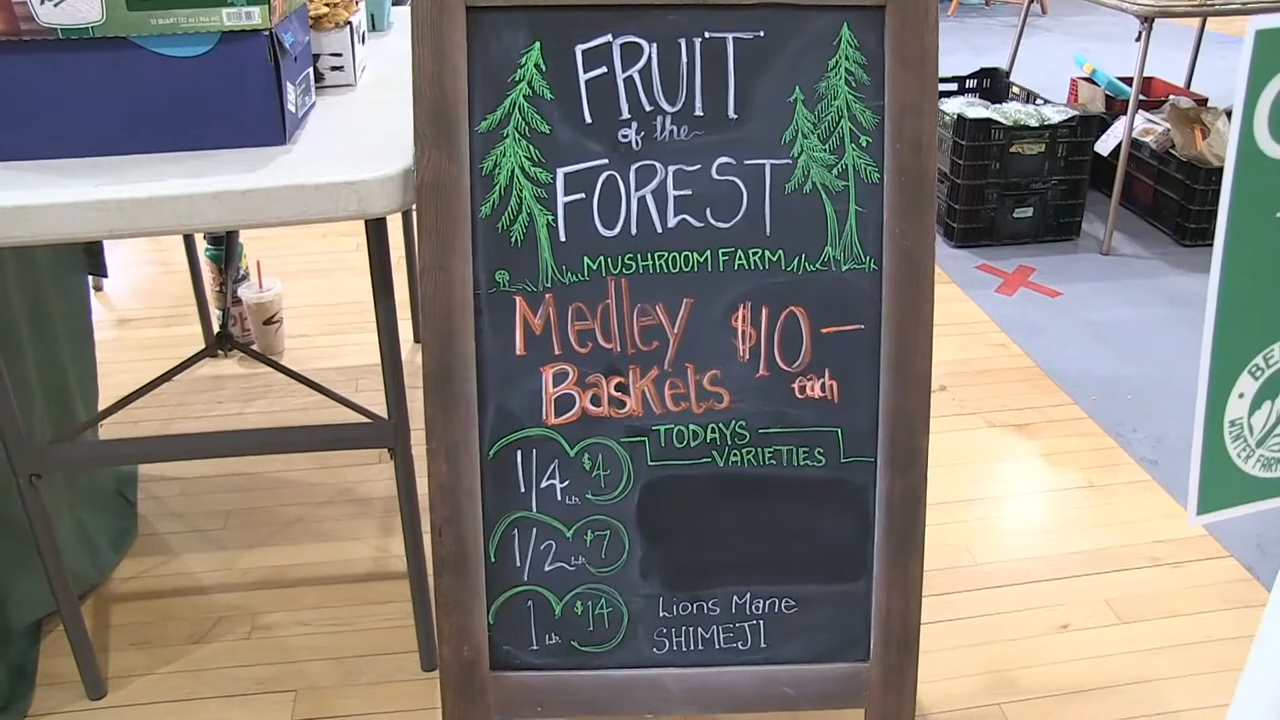 FRUIT
of the
FOREST
MUSHROOM FARM
Medley $10 —
Baskets each
TODAYS
VARIETIES
1/4 Lb. $4
1/2 Lb. $7
1 Lb. $14
Lions Mane
SHIMEJI
WINTER